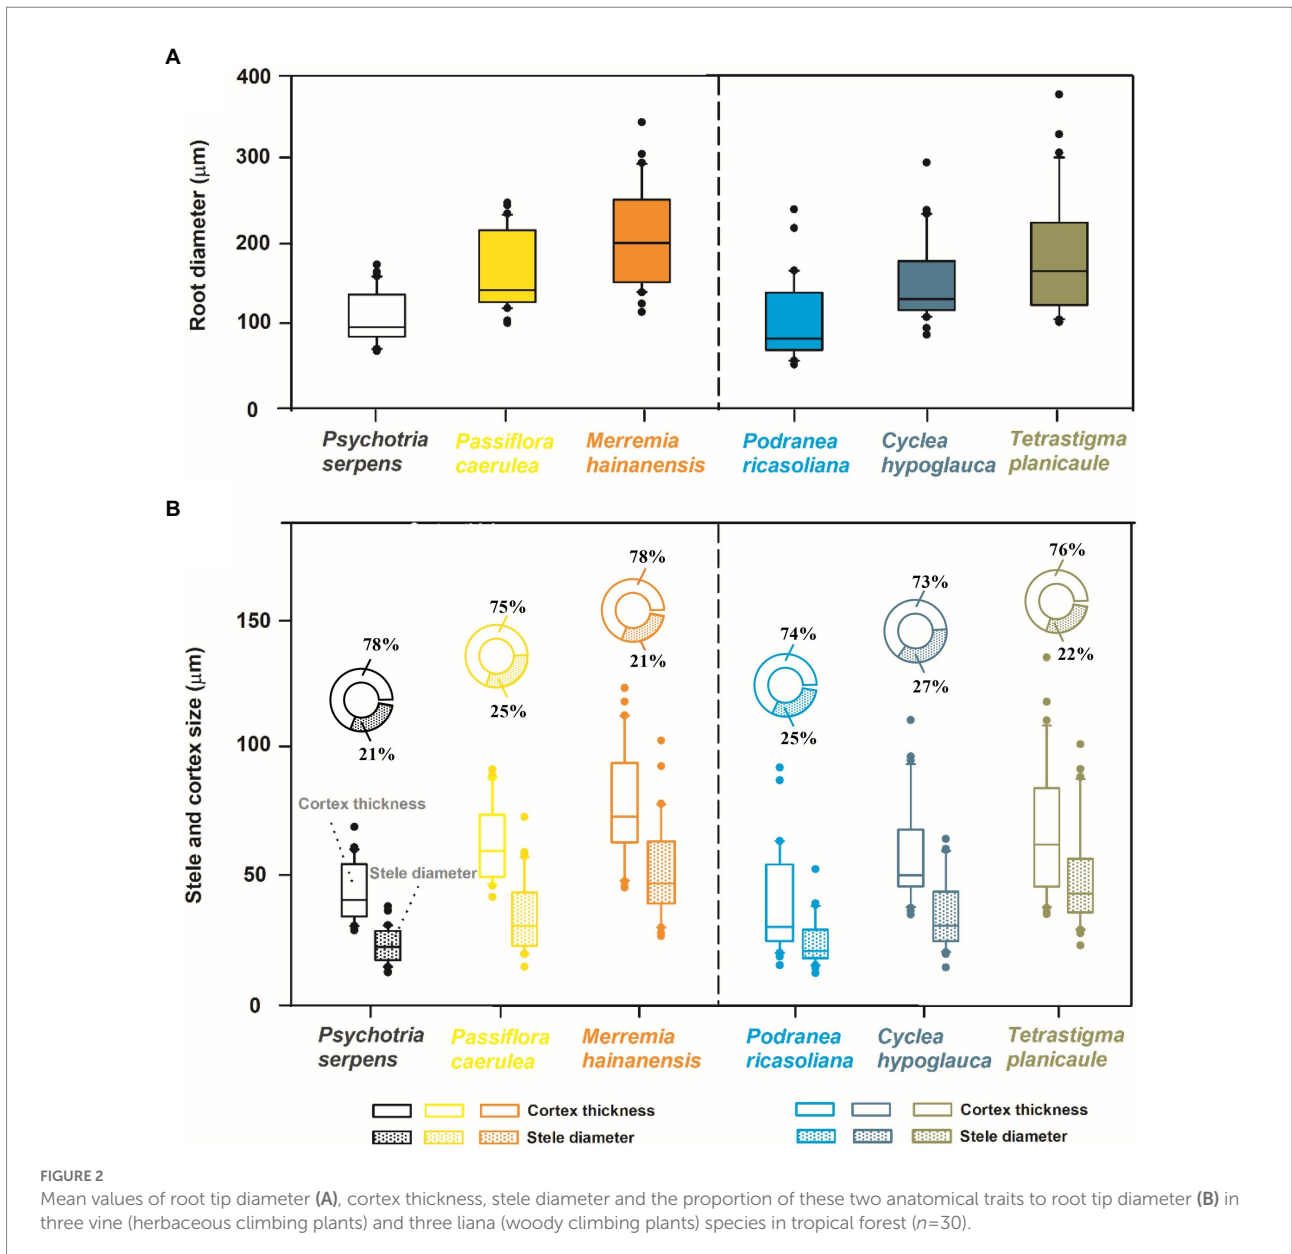 A
400
300
200
100
0
Root diameter (μm)
Psychotria
serpens
Passiflora
caerulea
Merremia
hainanensis
Podranea
ricasoliana
Cyclea
hypoglauca
Tetrastigma
planicaule
B
150
100
50
0
Stele and cortex size (μm)
78%
21%
75%
25%
78%
21%
74%
25%
73%
27%
76%
22%
Cortex thickness
Stele diameter
Psychotria
serpens
Passiflora
caerulea
Merremia
hainanensis
Podranea
ricasoliana
Cyclea
hypoglauca
Tetrastigma
planicaule
Cortex thickness
Stele diameter
Cortex thickness
Stele diameter
FIGURE 2
Mean values of root tip diameter (A), cortex thickness, stele diameter and the proportion of these two anatomical traits to root tip diameter (B) in
three vine (herbaceous climbing plants) and three liana (woody climbing plants) species in tropical forest (n=30).